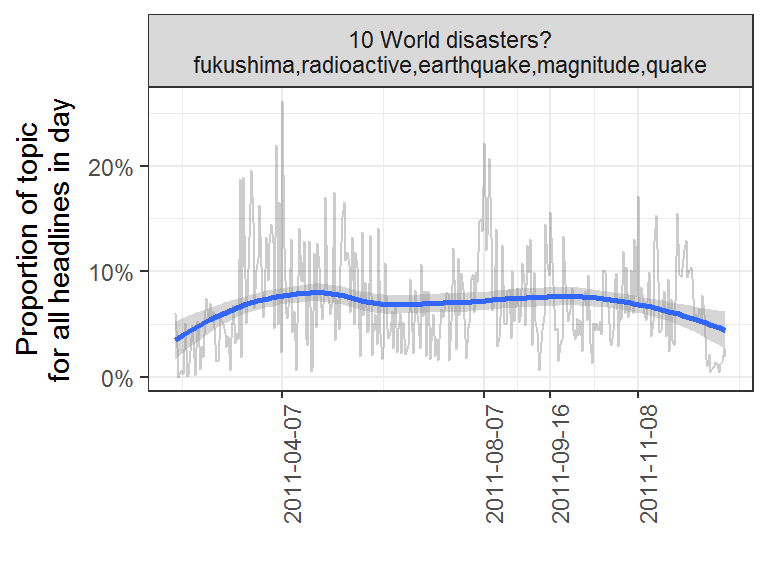 10 World disasters?
fukushima,radioactive,earthquake,magnitude,quake
Proportion of topic
for all headlines in day
20%
10%
0%
2011-04-07
2011-08-07
2011-09-16
2011-11-08